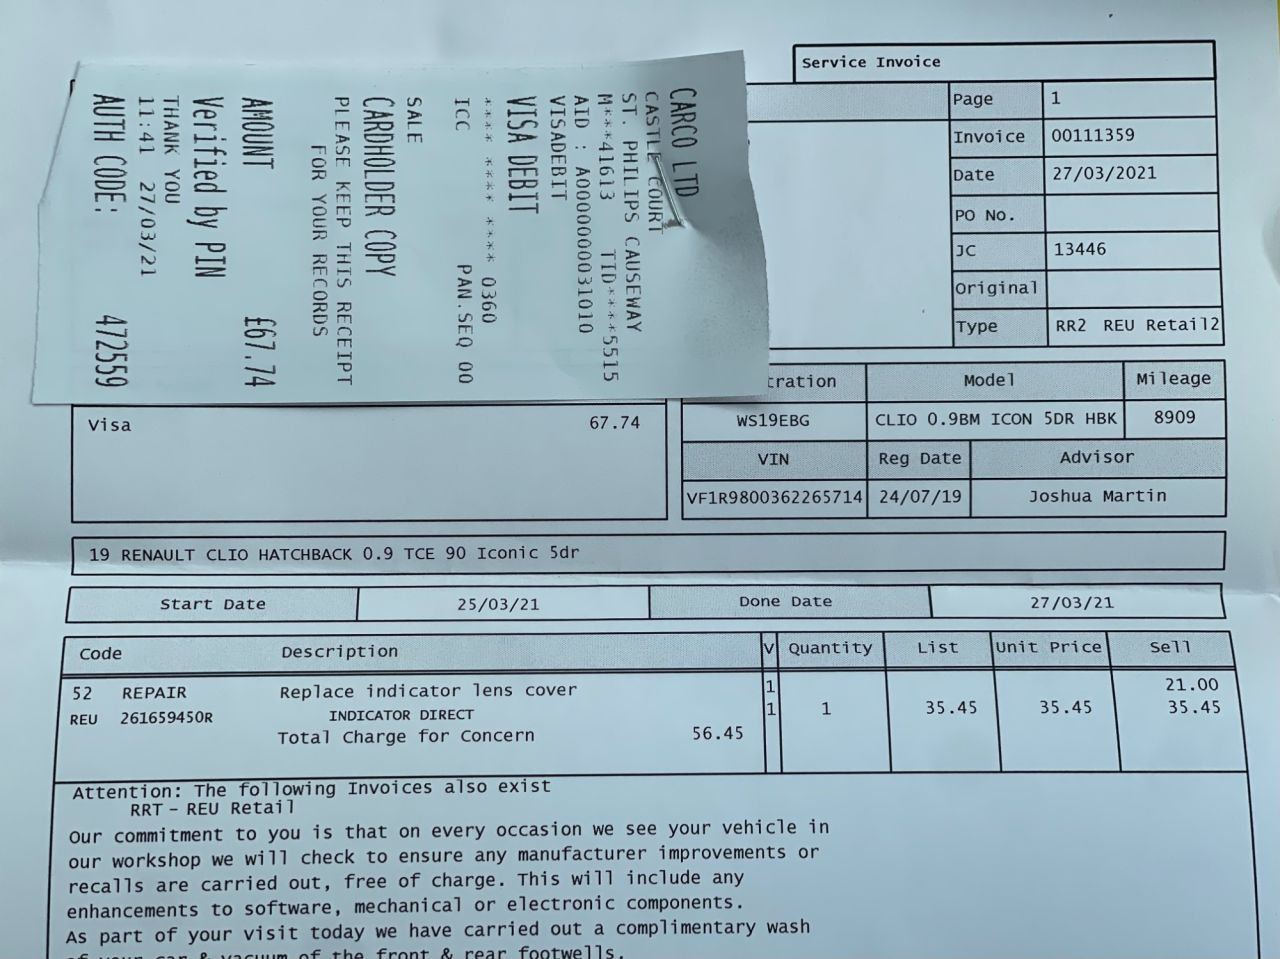 Service Invoice
CARCO LTD
CASTLE COURT
ST. PHILIPS CAUSEWAY
M***41613 TID****5515
AID : A0000000031010
VISADEBIT
VISA DEBIT
**** **** **** 0360
ICC PAN.SEQ 00
SALE
CARDHOLDER COPY
PLEASE KEEP THIS RECEIPT
FOR YOUR RECORDS
AMOUNT £67.74
Verified by PIN
THANK YOU
11:41 27/03/21
AUTH CODE: 472559
Page 1
Invoice 00111359
Date 27/03/2021
PO No.
JC 13446
Original
Type RR2 REU Retail2
Visa 67.74
tration Model Mileage
WS19EBG CLIO 0.9BM ICON 5DR HBK 8909
VIN Reg Date Advisor
VF1R9800362265714 24/07/19 Joshua Martin
19 RENAULT CLIO HATCHBACK 0.9 TCE 90 Iconic 5dr
Start Date 25/03/21 Done Date 27/03/21
Code Description V Quantity List Unit Price Sell
52 REPAIR Replace indicator lens cover 1 21.00
REU 261659450R INDICATOR DIRECT 1 1 35.45 35.45 35.45
Total Charge for Concern 56.45
Attention: The following Invoices also exist
RRT - REU Retail
Our commitment to you is that on every occasion we see your vehicle in
our workshop we will check to ensure any manufacturer improvements or
recalls are carried out, free of charge. This will include any
enhancements to software, mechanical or electronic components.
As part of your visit today we have carried out a complimentary wash
of your car & vacuum of the front & rear footwells.